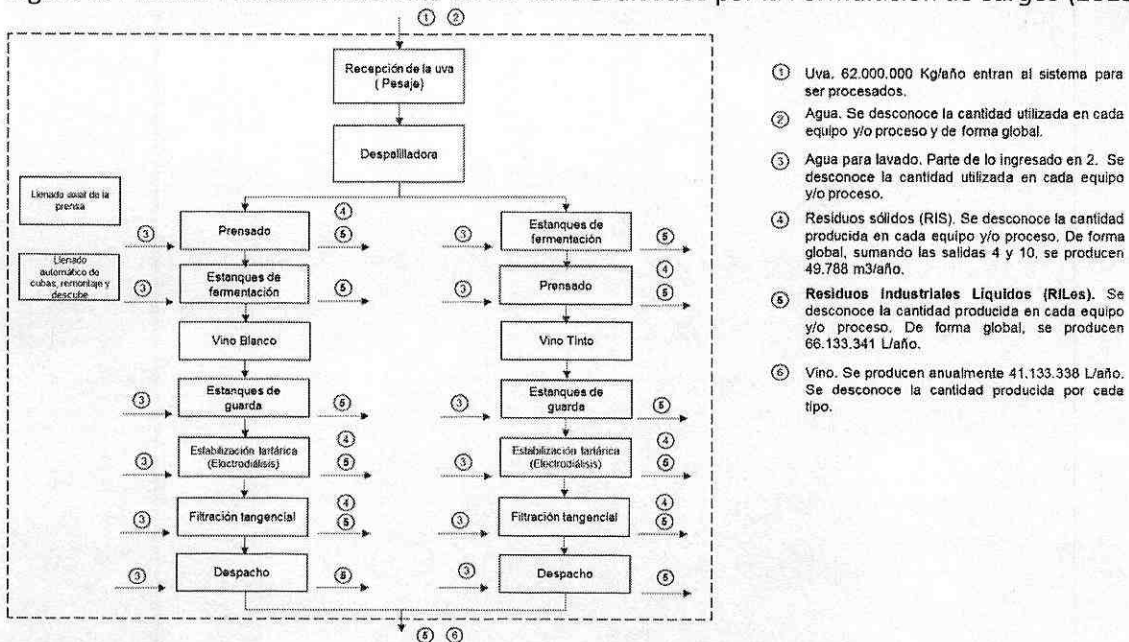 por la Formulación de cargos
① ②
Recepción de la uva
( Pesaje)
Despalilladora
Llenado axial de la
prensa
Llenado
automático de
cubas, remontaje y
descube
③ Prensado ④ ⑤
③ Estanques de
fermentación ⑤
Vino Blanco
③ Estanques de
guarda ⑤
③ Estabilización tartárica
(Electrodiálisis) ④ ⑤
③ Filtración tangencial ④ ⑤
③ Despacho ⑤
③ Estanques de
fermentación ⑤
③ Prensado ④ ⑤
Vino Tinto
③ Estanques de
guarda ⑤
③ Estabilización tartárica
(Electrodiálisis) ④ ⑤
③ Filtración tangencial ④ ⑤
③ Despacho ⑤
⑤ ⑥
① Uva. 62.000.000 Kg/año entran al sistema para
ser procesados.
② Agua. Se desconoce la cantidad utilizada en cada
equipo y/o proceso y de forma global.
③ Agua para lavado. Parte de lo ingresado en 2. Se
desconoce la cantidad utilizada en cada equipo
y/o proceso.
④ Residuos sólidos (RIS). Se desconoce la cantidad
producida en cada equipo y/o proceso. De forma
global, sumando las salidas 4 y 10, se producen
49.788 m3/año.
⑤ Residuos Industriales Líquidos (RILes). Se
desconoce la cantidad producida en cada equipo
y/o proceso. De forma global, se producen
66.133.341 L/año.
⑥ Vino. Se producen anualmente 41.133.338 L/año.
Se desconoce la cantidad producida por cada
tipo.